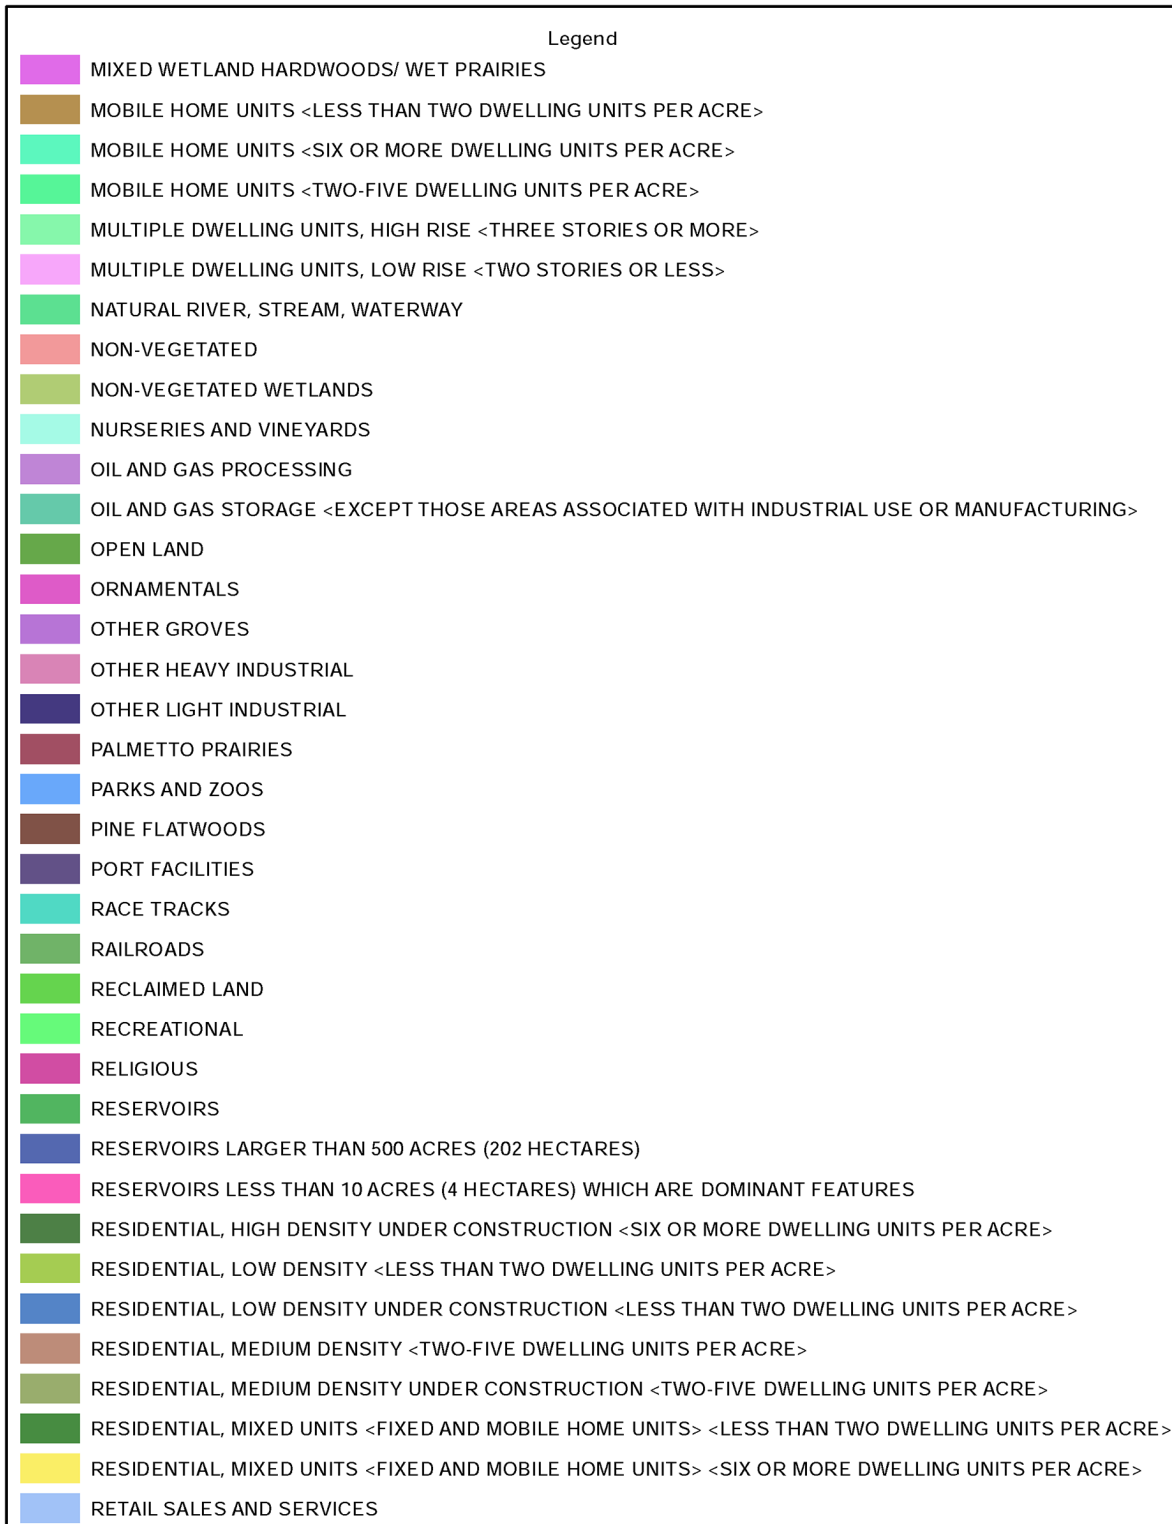 Legend
MIXED WETLAND HARDWOODS/ WET PRAIRIES
MOBILE HOME UNITS <LESS THAN TWO DWELLING UNITS PER ACRE>
MOBILE HOME UNITS <SIX OR MORE DWELLING UNITS PER ACRE>
MOBILE HOME UNITS <TWO-FIVE DWELLING UNITS PER ACRE>
MULTIPLE DWELLING UNITS, HIGH RISE <THREE STORIES OR MORE>
MULTIPLE DWELLING UNITS, LOW RISE <TWO STORIES OR LESS>
NATURAL RIVER, STREAM, WATERWAY
NON-VEGETATED
NON-VEGETATED WETLANDS
NURSERIES AND VINEYARDS
OIL AND GAS PROCESSING
OIL AND GAS STORAGE <EXCEPT THOSE AREAS ASSOCIATED WITH INDUSTRIAL USE OR MANUFACTURING>
OPEN LAND
ORNAMENTALS
OTHER GROVES
OTHER HEAVY INDUSTRIAL
OTHER LIGHT INDUSTRIAL
PALMETTO PRAIRIES
PARKS AND ZOOS
PINE FLATWOODS
PORT FACILITIES
RACE TRACKS
RAILROADS
RECLAIMED LAND
RECREATIONAL
RELIGIOUS
RESERVOIRS
RESERVOIRS LARGER THAN 500 ACRES (202 HECTARES)
RESERVOIRS LESS THAN 10 ACRES (4 HECTARES) WHICH ARE DOMINANT FEATURES
RESIDENTIAL, HIGH DENSITY UNDER CONSTRUCTION <SIX OR MORE DWELLING UNITS PER ACRE>
RESIDENTIAL, LOW DENSITY <LESS THAN TWO DWELLING UNITS PER ACRE>
RESIDENTIAL, LOW DENSITY UNDER CONSTRUCTION <LESS THAN TWO DWELLING UNITS PER ACRE>
RESIDENTIAL, MEDIUM DENSITY <TWO-FIVE DWELLING UNITS PER ACRE>
RESIDENTIAL, MEDIUM DENSITY UNDER CONSTRUCTION <TWO-FIVE DWELLING UNITS PER ACRE>
RESIDENTIAL, MIXED UNITS <FIXED AND MOBILE HOME UNITS> <LESS THAN TWO DWELLING UNITS PER ACRE>
RESIDENTIAL, MIXED UNITS <FIXED AND MOBILE HOME UNITS> <SIX OR MORE DWELLING UNITS PER ACRE>
RETAIL SALES AND SERVICES